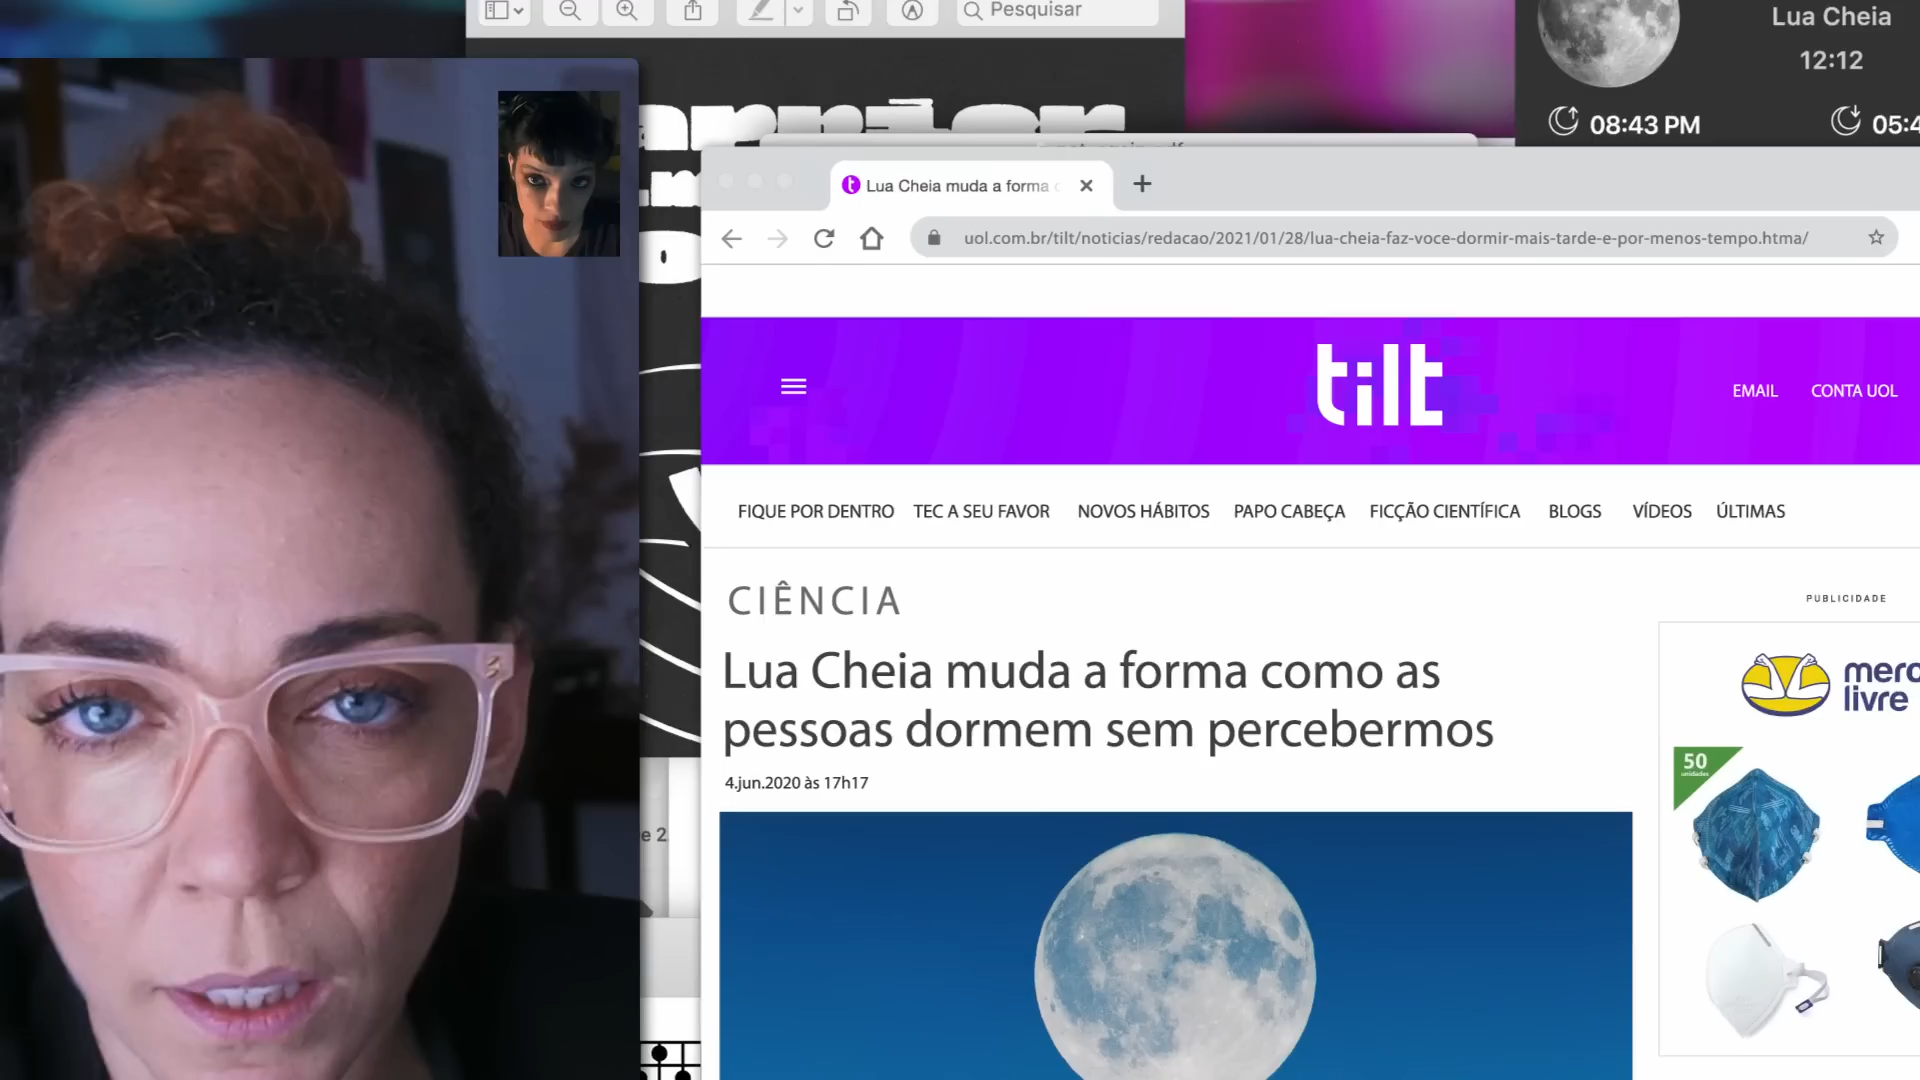 Pesquisar
Lua Cheia
12:12
08:43 PM
Lua Cheia muda a forma
uol.com.br/tilt/noticias/redacao/2021/01/28/lua-cheia-faz-voce-dormir-mais-tarde-e-por-menos-tempo.htma/
tilt
EMAIL CONTA UOL
FIQUE POR DENTRO TEC A SEU FAVOR NOVOS HÁBITOS PAPO CABEÇA FICÇÃO CIENTÍFICA BLOGS VÍDEOS ÚLTIMAS
CIÊNCIA
PUBLICIDADE
Lua Cheia muda a forma como as
pessoas dormem sem percebermos
4.jun.2020 às 17h17
merc
livre
50
unidades
e 2